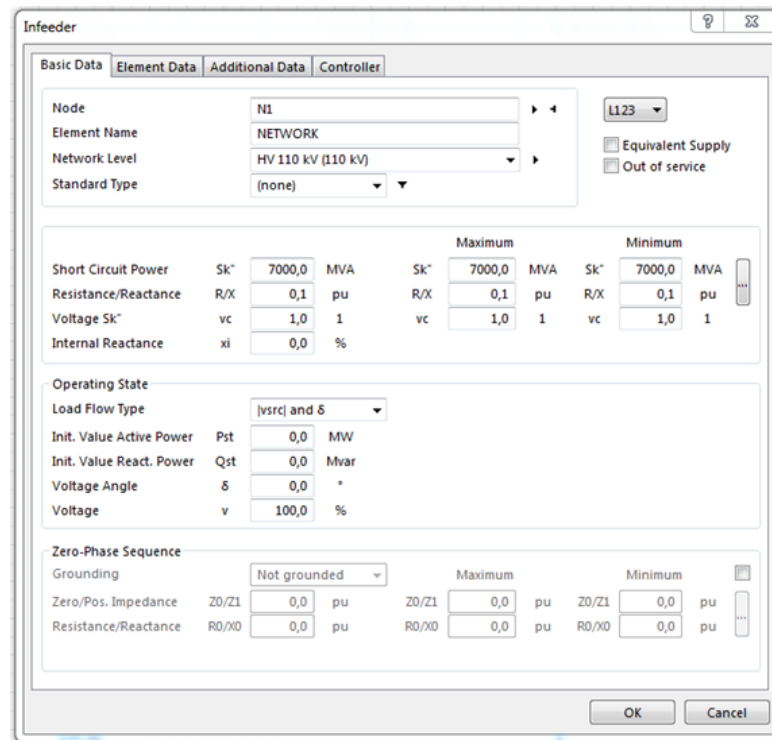 Infeeder
Basic Data Element Data Additional Data Controller
Node N1 L123
Element Name NETWORK Equivalent Supply
Network Level HV 110 kV (110 kV) Out of service
Standard Type (none)
Maximum Minimum
Short Circuit Power Sk" 7000,0 MVA Sk" 7000,0 MVA Sk" 7000,0 MVA
Resistance/Reactance R/X 0,1 pu R/X 0,1 pu R/X 0,1 pu
Voltage Sk" vc 1,0 1 vc 1,0 1 vc 1,0 1
Internal Reactance xi 0,0 %
Operating State
Load Flow Type |vsrc| and δ
Init. Value Active Power Pst 0,0 MW
Init. Value React. Power Qst 0,0 Mvar
Voltage Angle δ 0,0 °
Voltage v 100,0 %
Zero-Phase Sequence
Grounding Not grounded Maximum Minimum
Zero/Pos. Impedance Z0/Z1 0,0 pu Z0/Z1 0,0 pu Z0/Z1 0,0 pu
Resistance/Reactance R0/X0 0,0 pu R0/X0 0,0 pu R0/X0 0,0 pu
OK Cancel